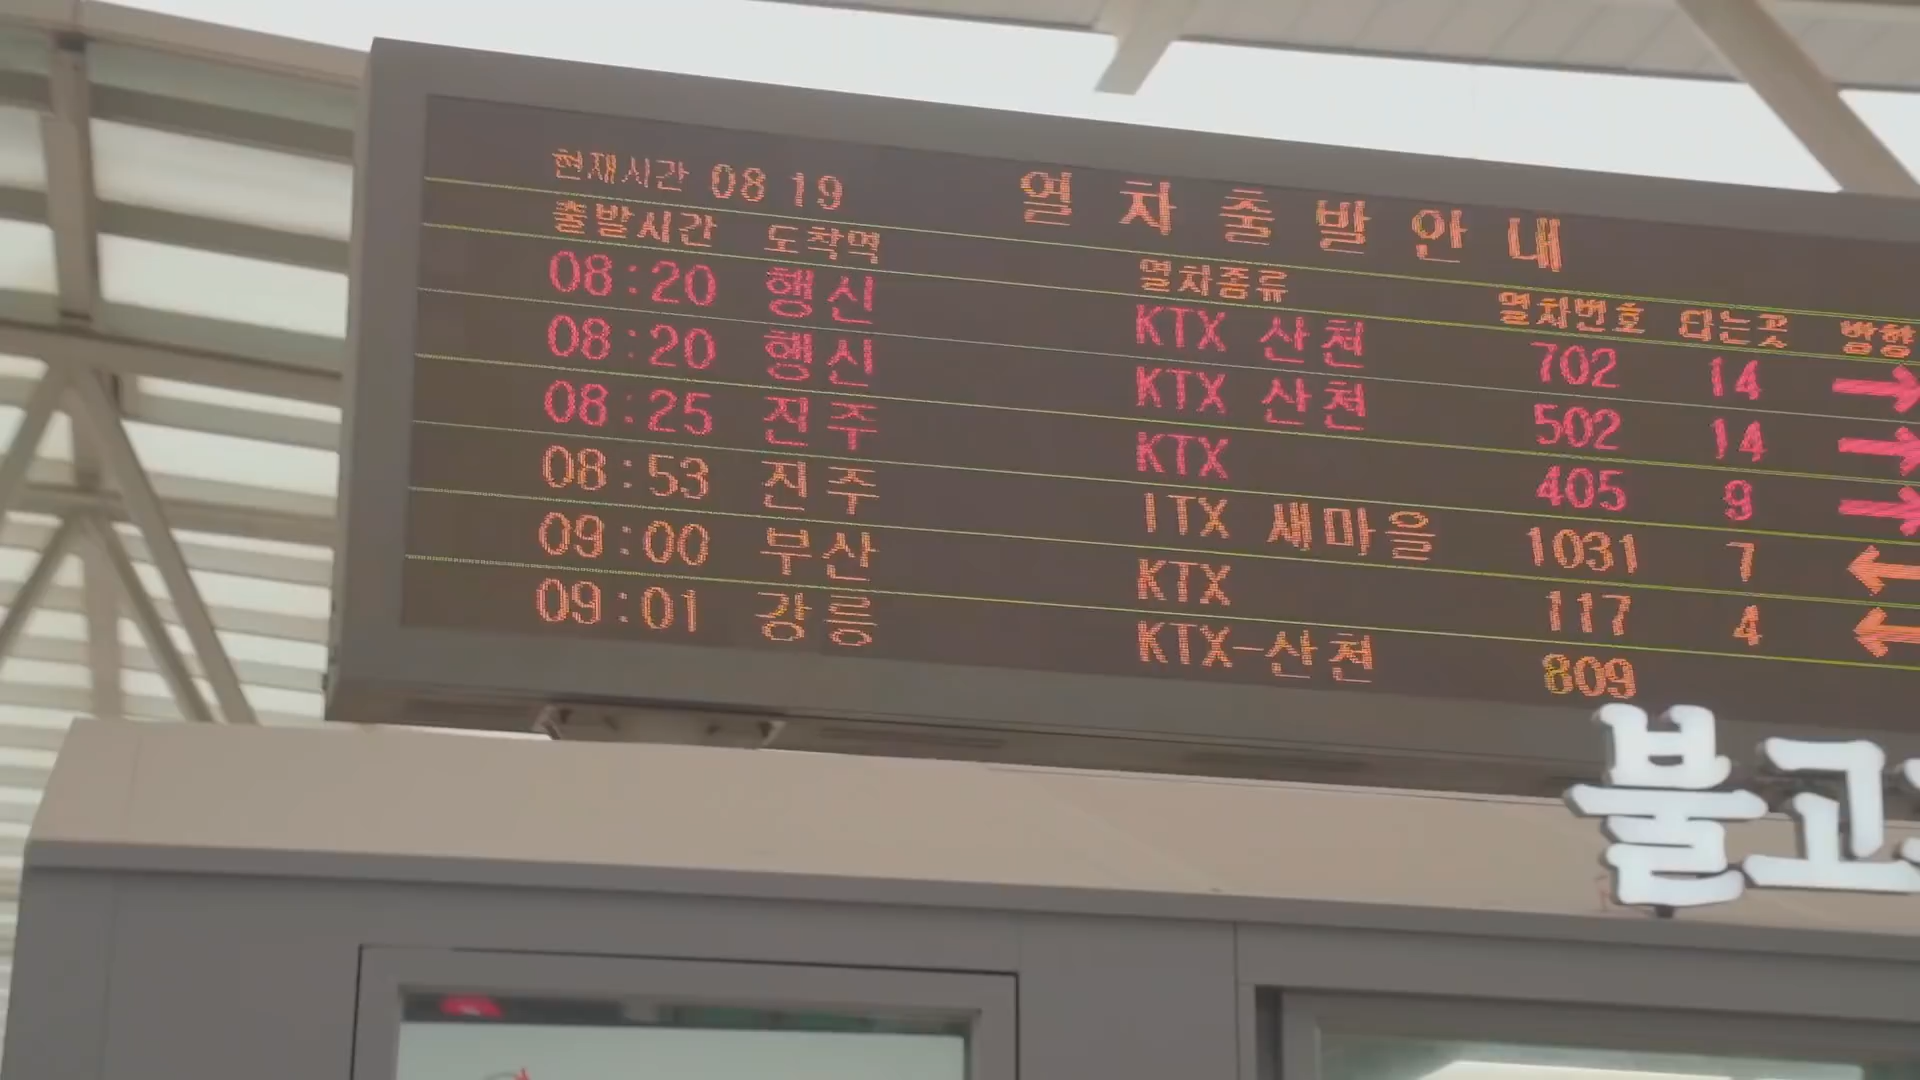 현재시간 08 19 열차출발안내
출발시간 도착역 열차종류 열차번호 타는곳 방향
08:20 행신 KTX 산천 702 14 →
08:20 행신 KTX 산천 502 14 →
08:25 진주 KTX 405 9 →
08:53 진주 ITX 새마을 1031 7 ←
09:00 부산 KTX 117 4 ←
09:01 강릉 KTX-산천 809
불고